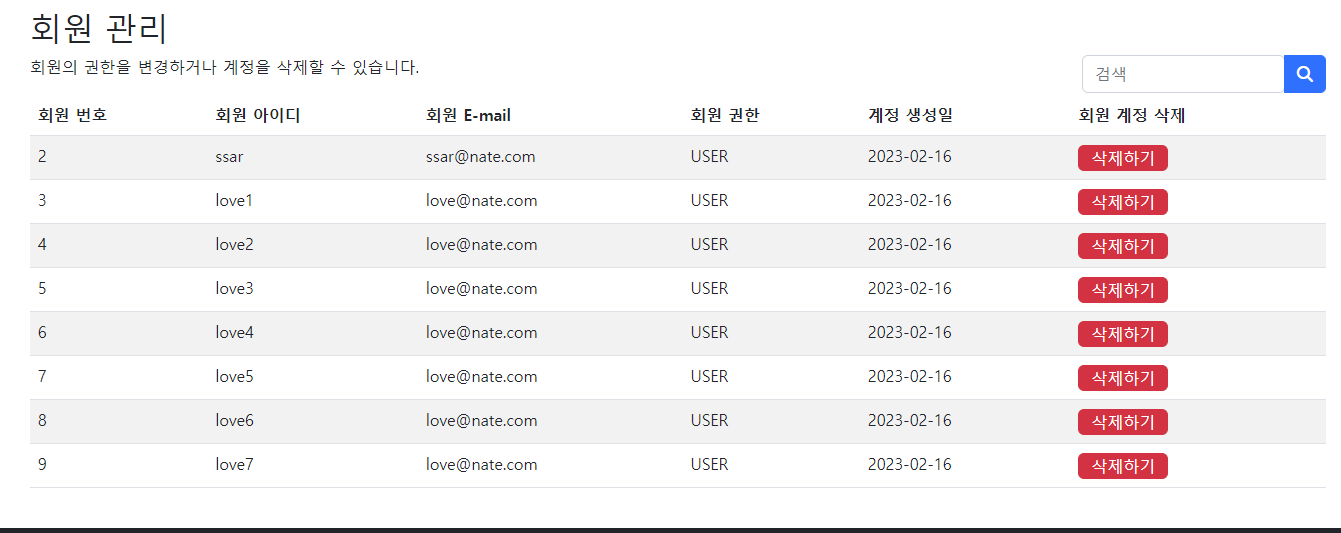 회원 관리
회원의 권한을 변경하거나 계정을 삭제할 수 있습니다.
검색
회원 번호 회원 아이디 회원 E-mail 회원 권한 계정 생성일 회원 계정 삭제
2 ssar ssar@nate.com USER 2023-02-16 삭제하기
3 love1 love@nate.com USER 2023-02-16 삭제하기
4 love2 love@nate.com USER 2023-02-16 삭제하기
5 love3 love@nate.com USER 2023-02-16 삭제하기
6 love4 love@nate.com USER 2023-02-16 삭제하기
7 love5 love@nate.com USER 2023-02-16 삭제하기
8 love6 love@nate.com USER 2023-02-16 삭제하기
9 love7 love@nate.com USER 2023-02-16 삭제하기